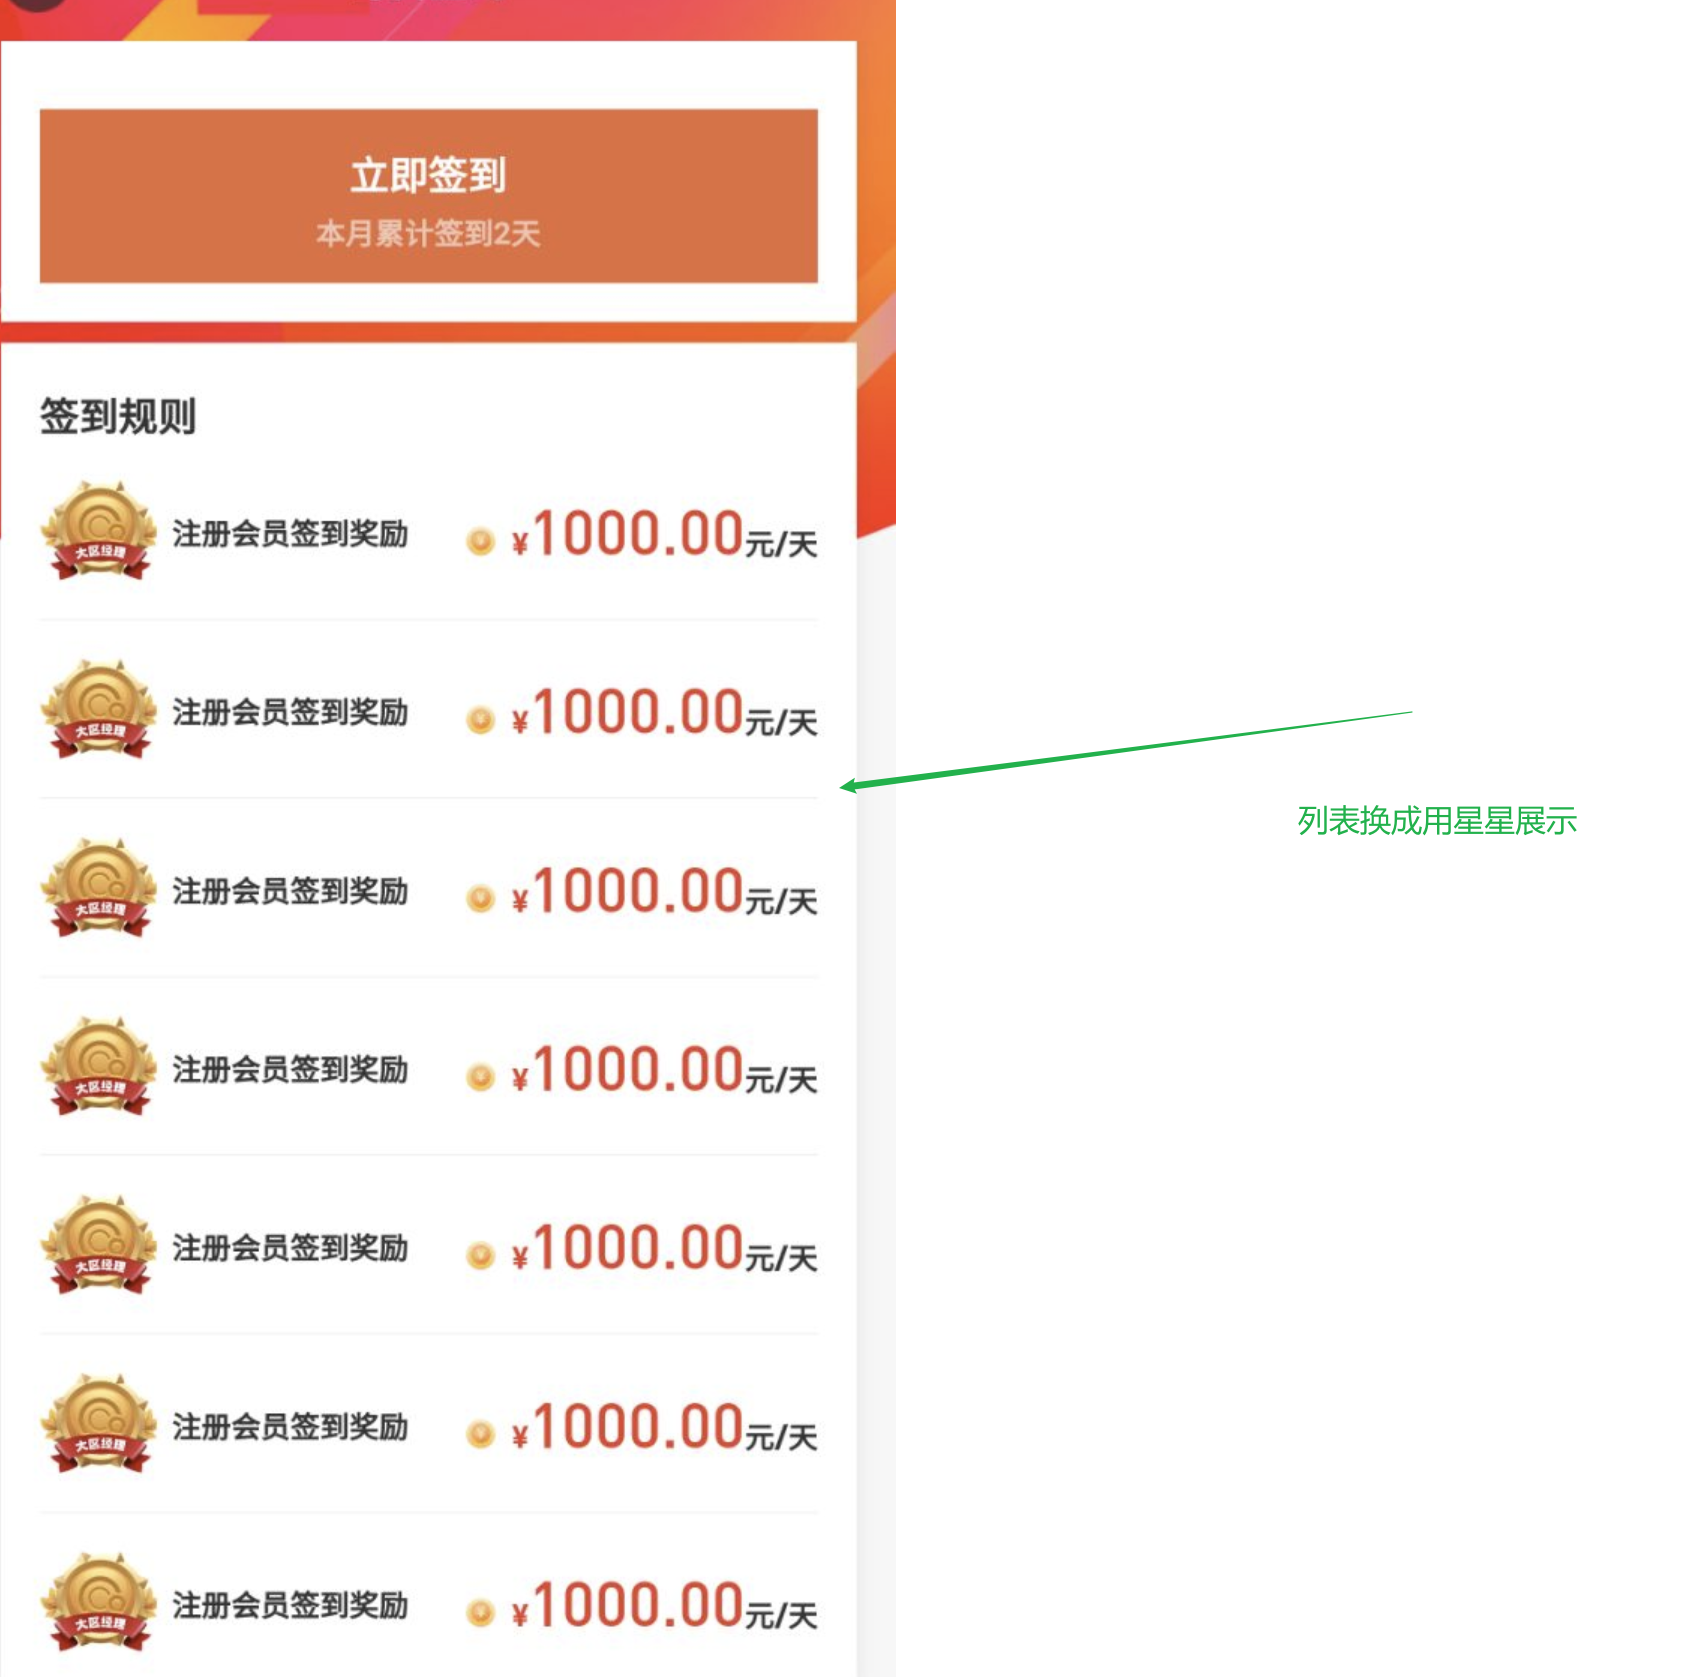 立即签到
本月累计签到2天
签到规则
大区经理
注册会员签到奖励 ¥1000.00元/天
大区经理
注册会员签到奖励 ¥1000.00元/天
列表换成用星星展示
大区经理
注册会员签到奖励 ¥1000.00元/天
大区经理
注册会员签到奖励 ¥1000.00元/天
大区经理
注册会员签到奖励 ¥1000.00元/天
大区经理
注册会员签到奖励 ¥1000.00元/天
大区经理
注册会员签到奖励 ¥1000.00元/天